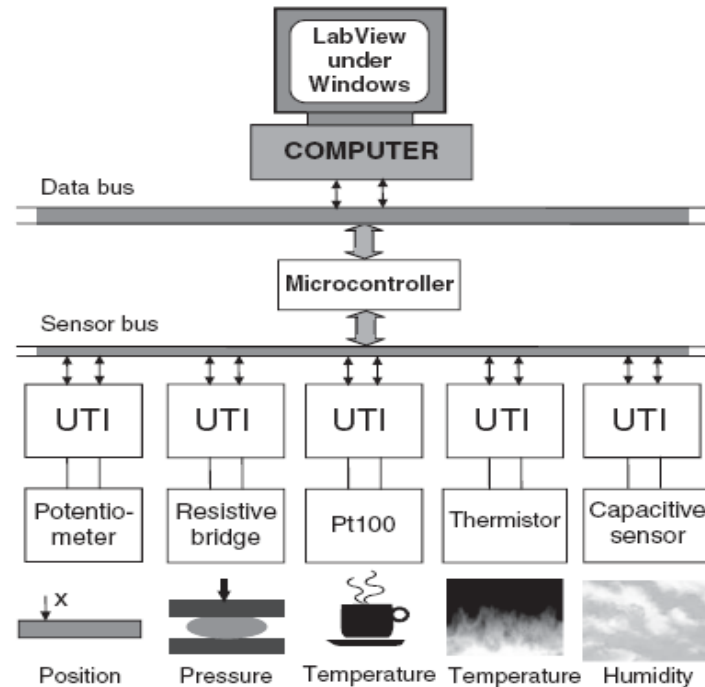 LabView
under
Windows
COMPUTER
Data bus
Microcontroller
Sensor bus
UTI UTI UTI UTI UTI
Potentio-
meter
Resistive
bridge
Pt100
Thermistor
Capacitive
sensor
x
Position Pressure Temperature Temperature Humidity